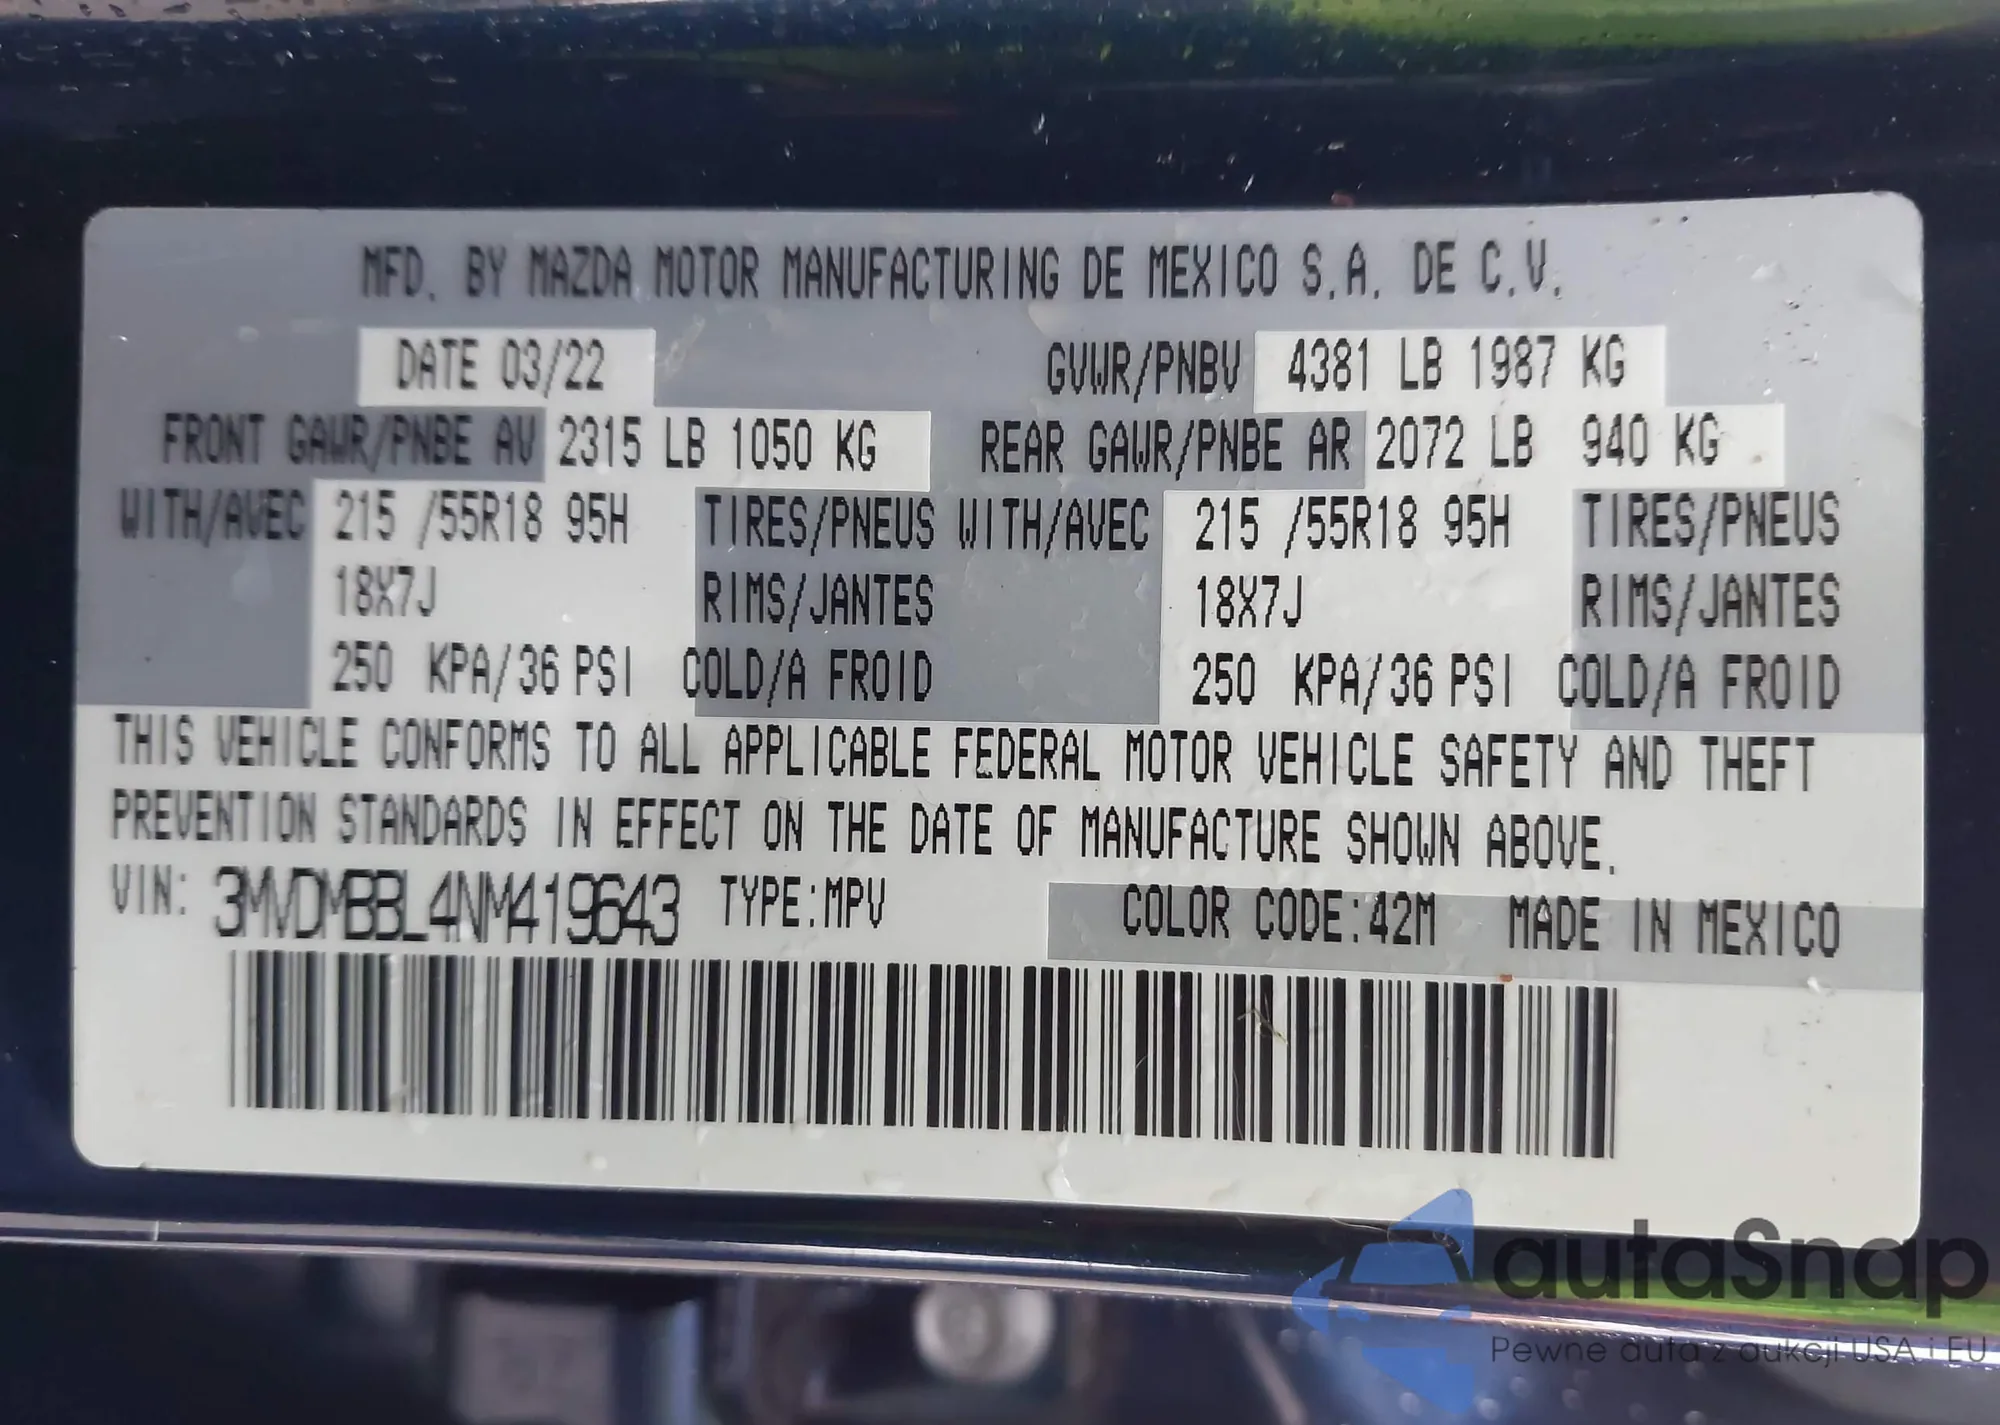 MFD. BY MAZDA MOTOR MANUFACTURING DE MEXICO S.A. DE C.V.
DATE 03/22 GVWR/PNBV 4381 LB 1987 KG
FRONT GAWR/PNBE AV 2315 LB 1050 KG REAR GAWR/PNBE AR 2072 LB 940 KG
WITH/AVEC 215 /55R18 95H TIRES/PNEUS WITH/AVEC 215 /55R18 95H TIRES/PNEUS
18X7J RIMS/JANTES 18X7J RIMS/JANTES
250 KPA/36 PSI COLD/A FROID 250 KPA/36 PSI COLD/A FROID
THIS VEHICLE CONFORMS TO ALL APPLICABLE FEDERAL MOTOR VEHICLE SAFETY AND THEFT
PREVENTION STANDARDS IN EFFECT ON THE DATE OF MANUFACTURE SHOWN ABOVE.
VIN: 3MVDMBBL4NM419643 TYPE:MPV COLOR CODE:42M MADE IN MEXICO
autaSnap
Pewne auta z aukcji USA i EU